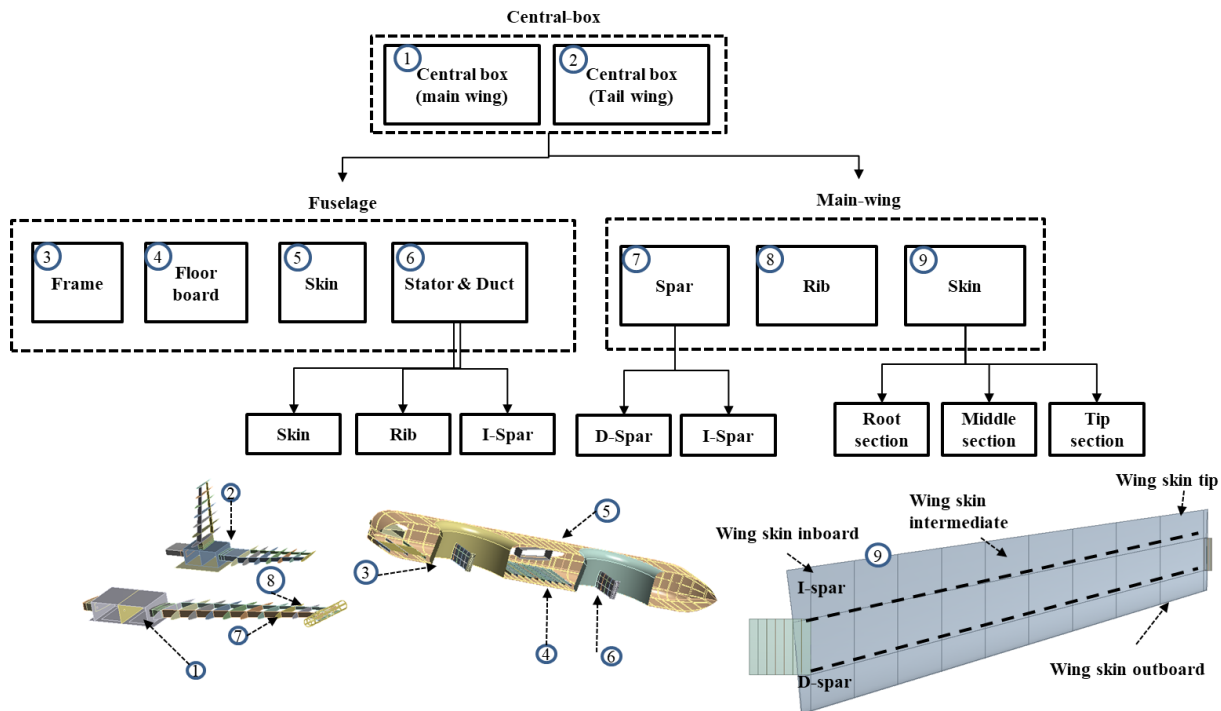 Central-box
1
Central box
(main wing)
2
Central box
(Tail wing)
Fuselage
Main-wing
3
Frame
4
Floor
board
5
Skin
6
Stator & Duct
7
Spar
8
Rib
9
Skin
Skin
Rib
I-Spar
D-Spar
I-Spar
Root
section
Middle
section
Tip
section
2
8
7
1
5
3
4
6
Wing skin inboard
Wing skin
intermediate
Wing skin tip
9
I-spar
D-spar
Wing skin outboard